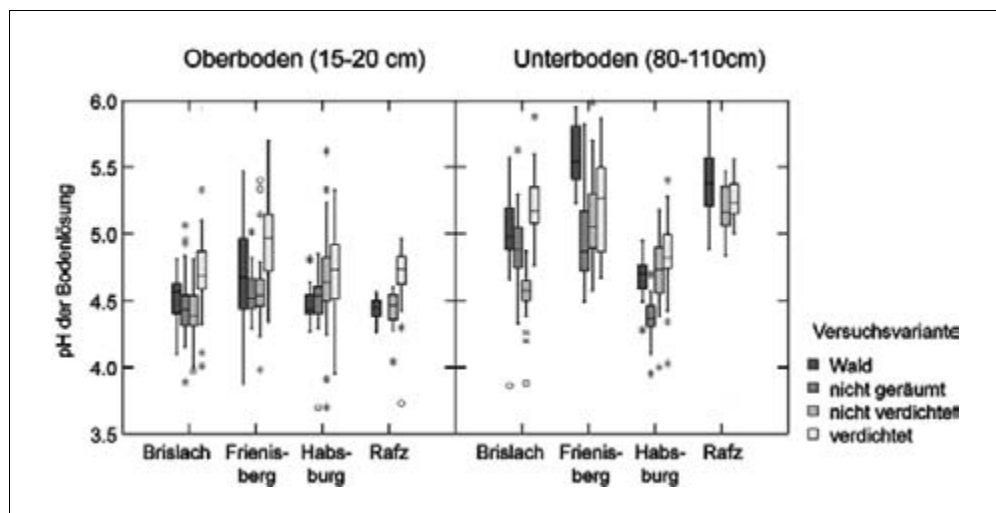 Oberboden (15-20 cm)
Unterboden (80-110cm)
pH der Bodenlösung
6.0
5.5
5.0
4.5
4.0
3.5
Brislach
Frienis-
berg
Habs-
burg
Rafz
Brislach
Frienis-
berg
Habs-
burg
Rafz
Versuchsvariante
Wald
nicht geräumt
nicht verdichtet
verdichtet